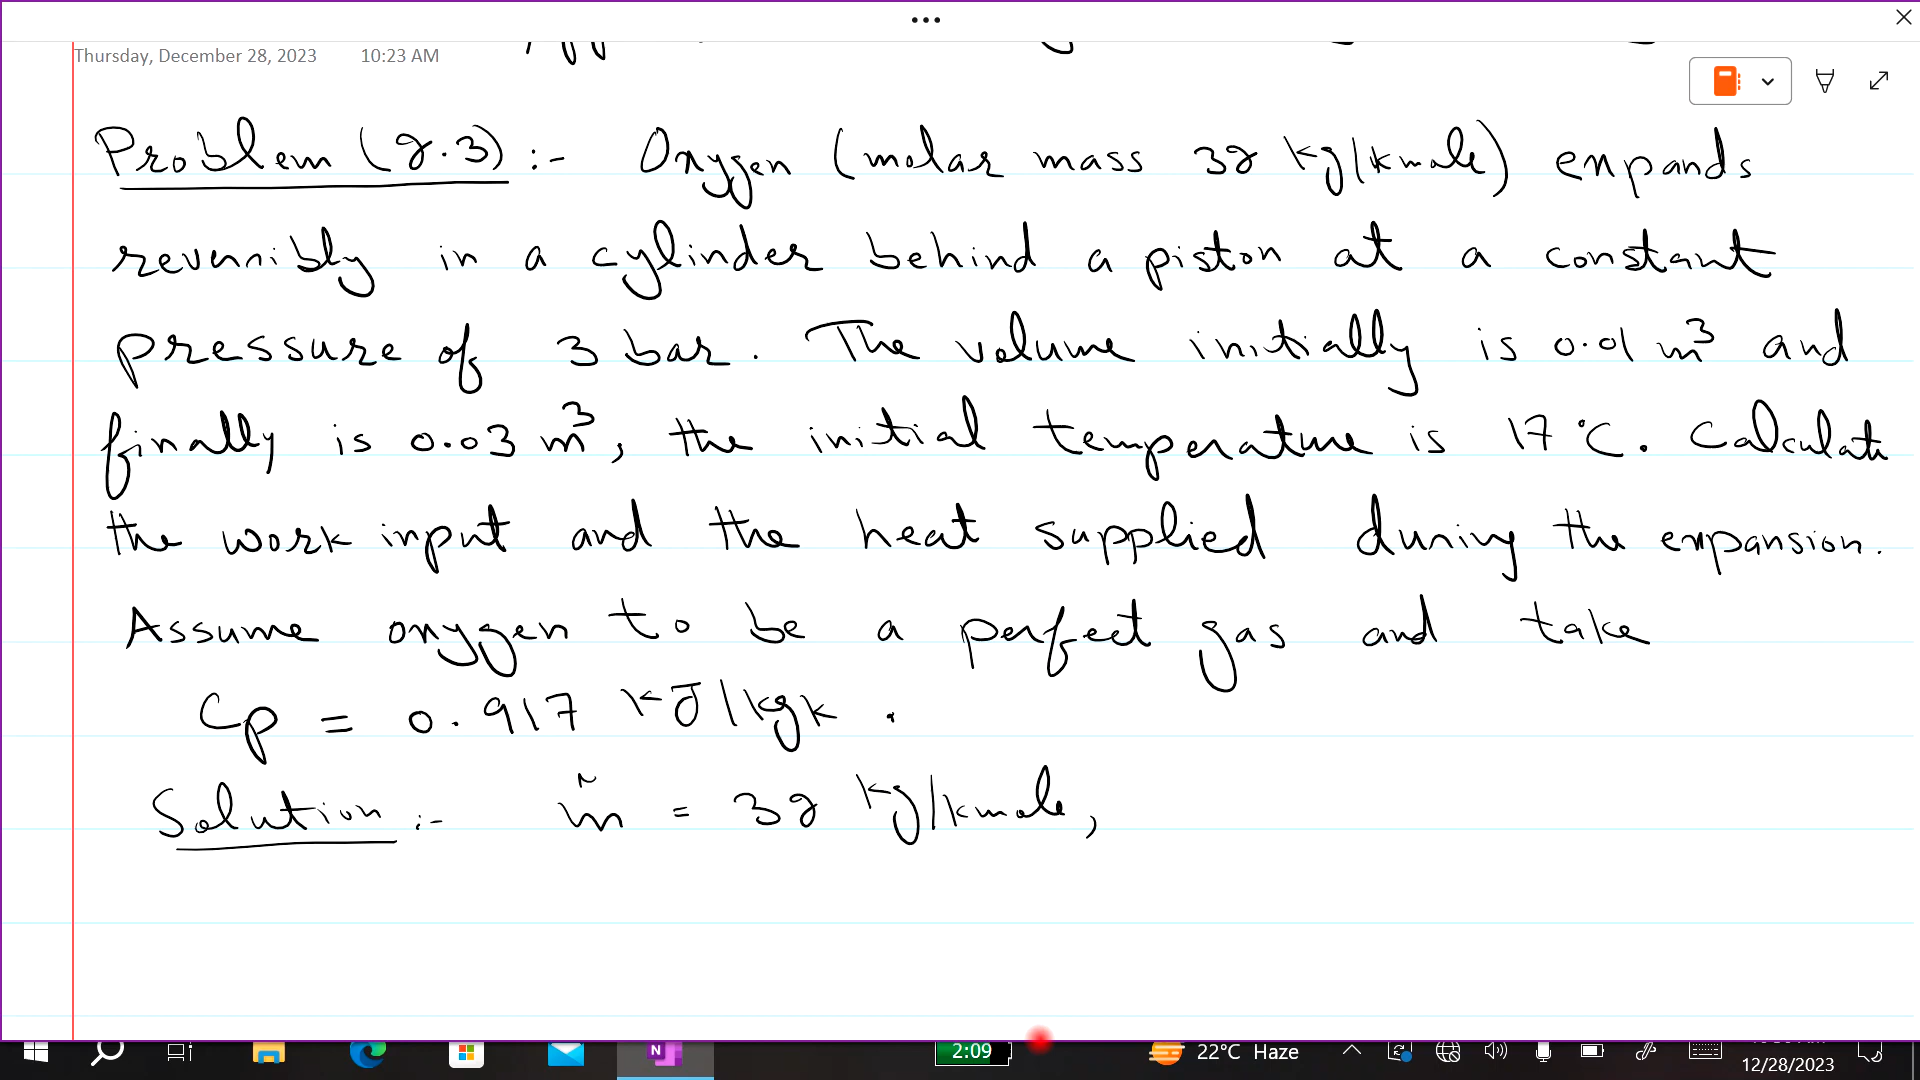 Thursday, December 28, 2023 10:23 AM
Problem (2.3) :- Oxygen (molar mass 32 kg/kmole) expands
reversibly in a cylinder behind a piston at a constant
pressure of 3 bar. The volume initially is 0.01 m³ and
finally is 0.03 m³, the initial temperature is 17 °C. Calculate
the work input and the heat supplied during the expansion.
Assume oxygen to be a perfect gas and take
Cp = 0.917 kJ/kgk.
Solution :- m̃ = 32 kg/kmole,
2:09 22°C Haze
12/28/2023